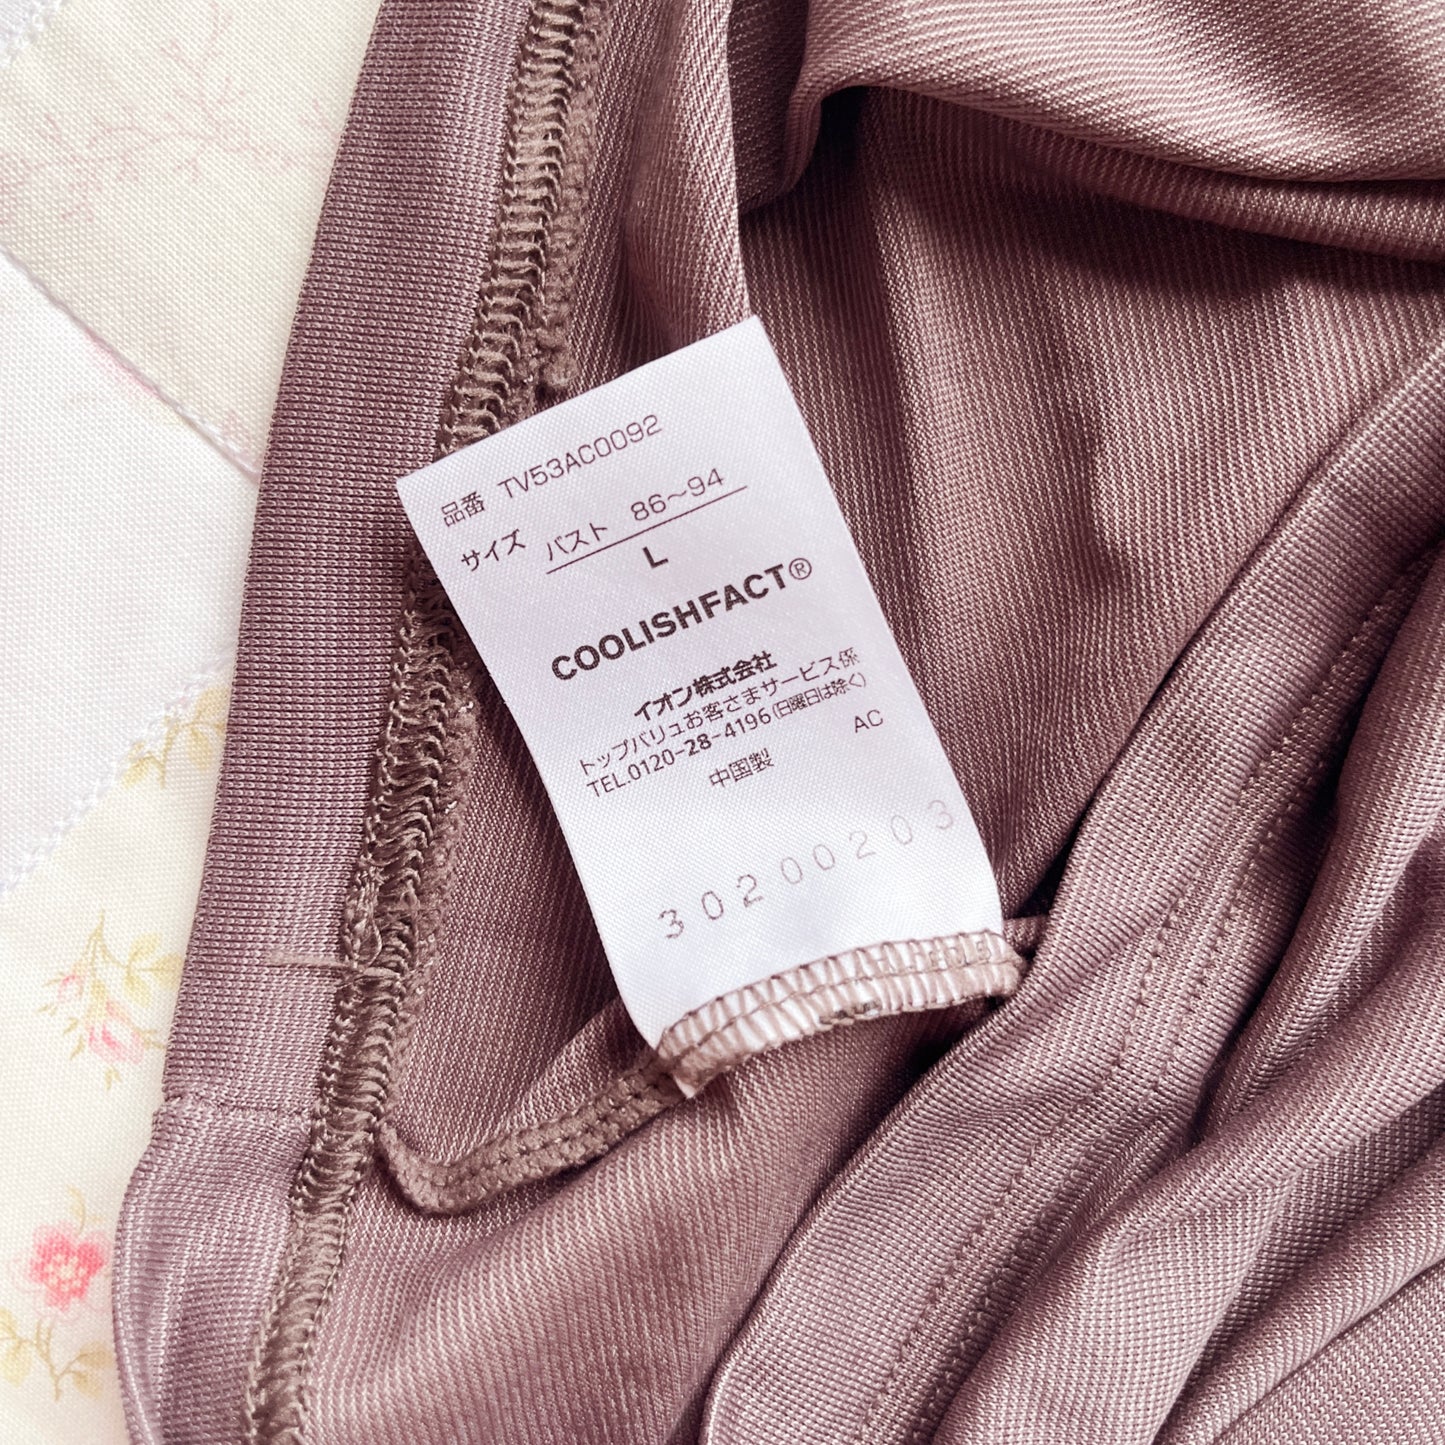 品番 TV53AC0092
サイズ バスト 86～94
L
COOLISHFACT®
イオン株式会社
トップバリュお客さまサービス係
TEL.0120-28-4196(日曜日は除く)
中国製 AC
30200203